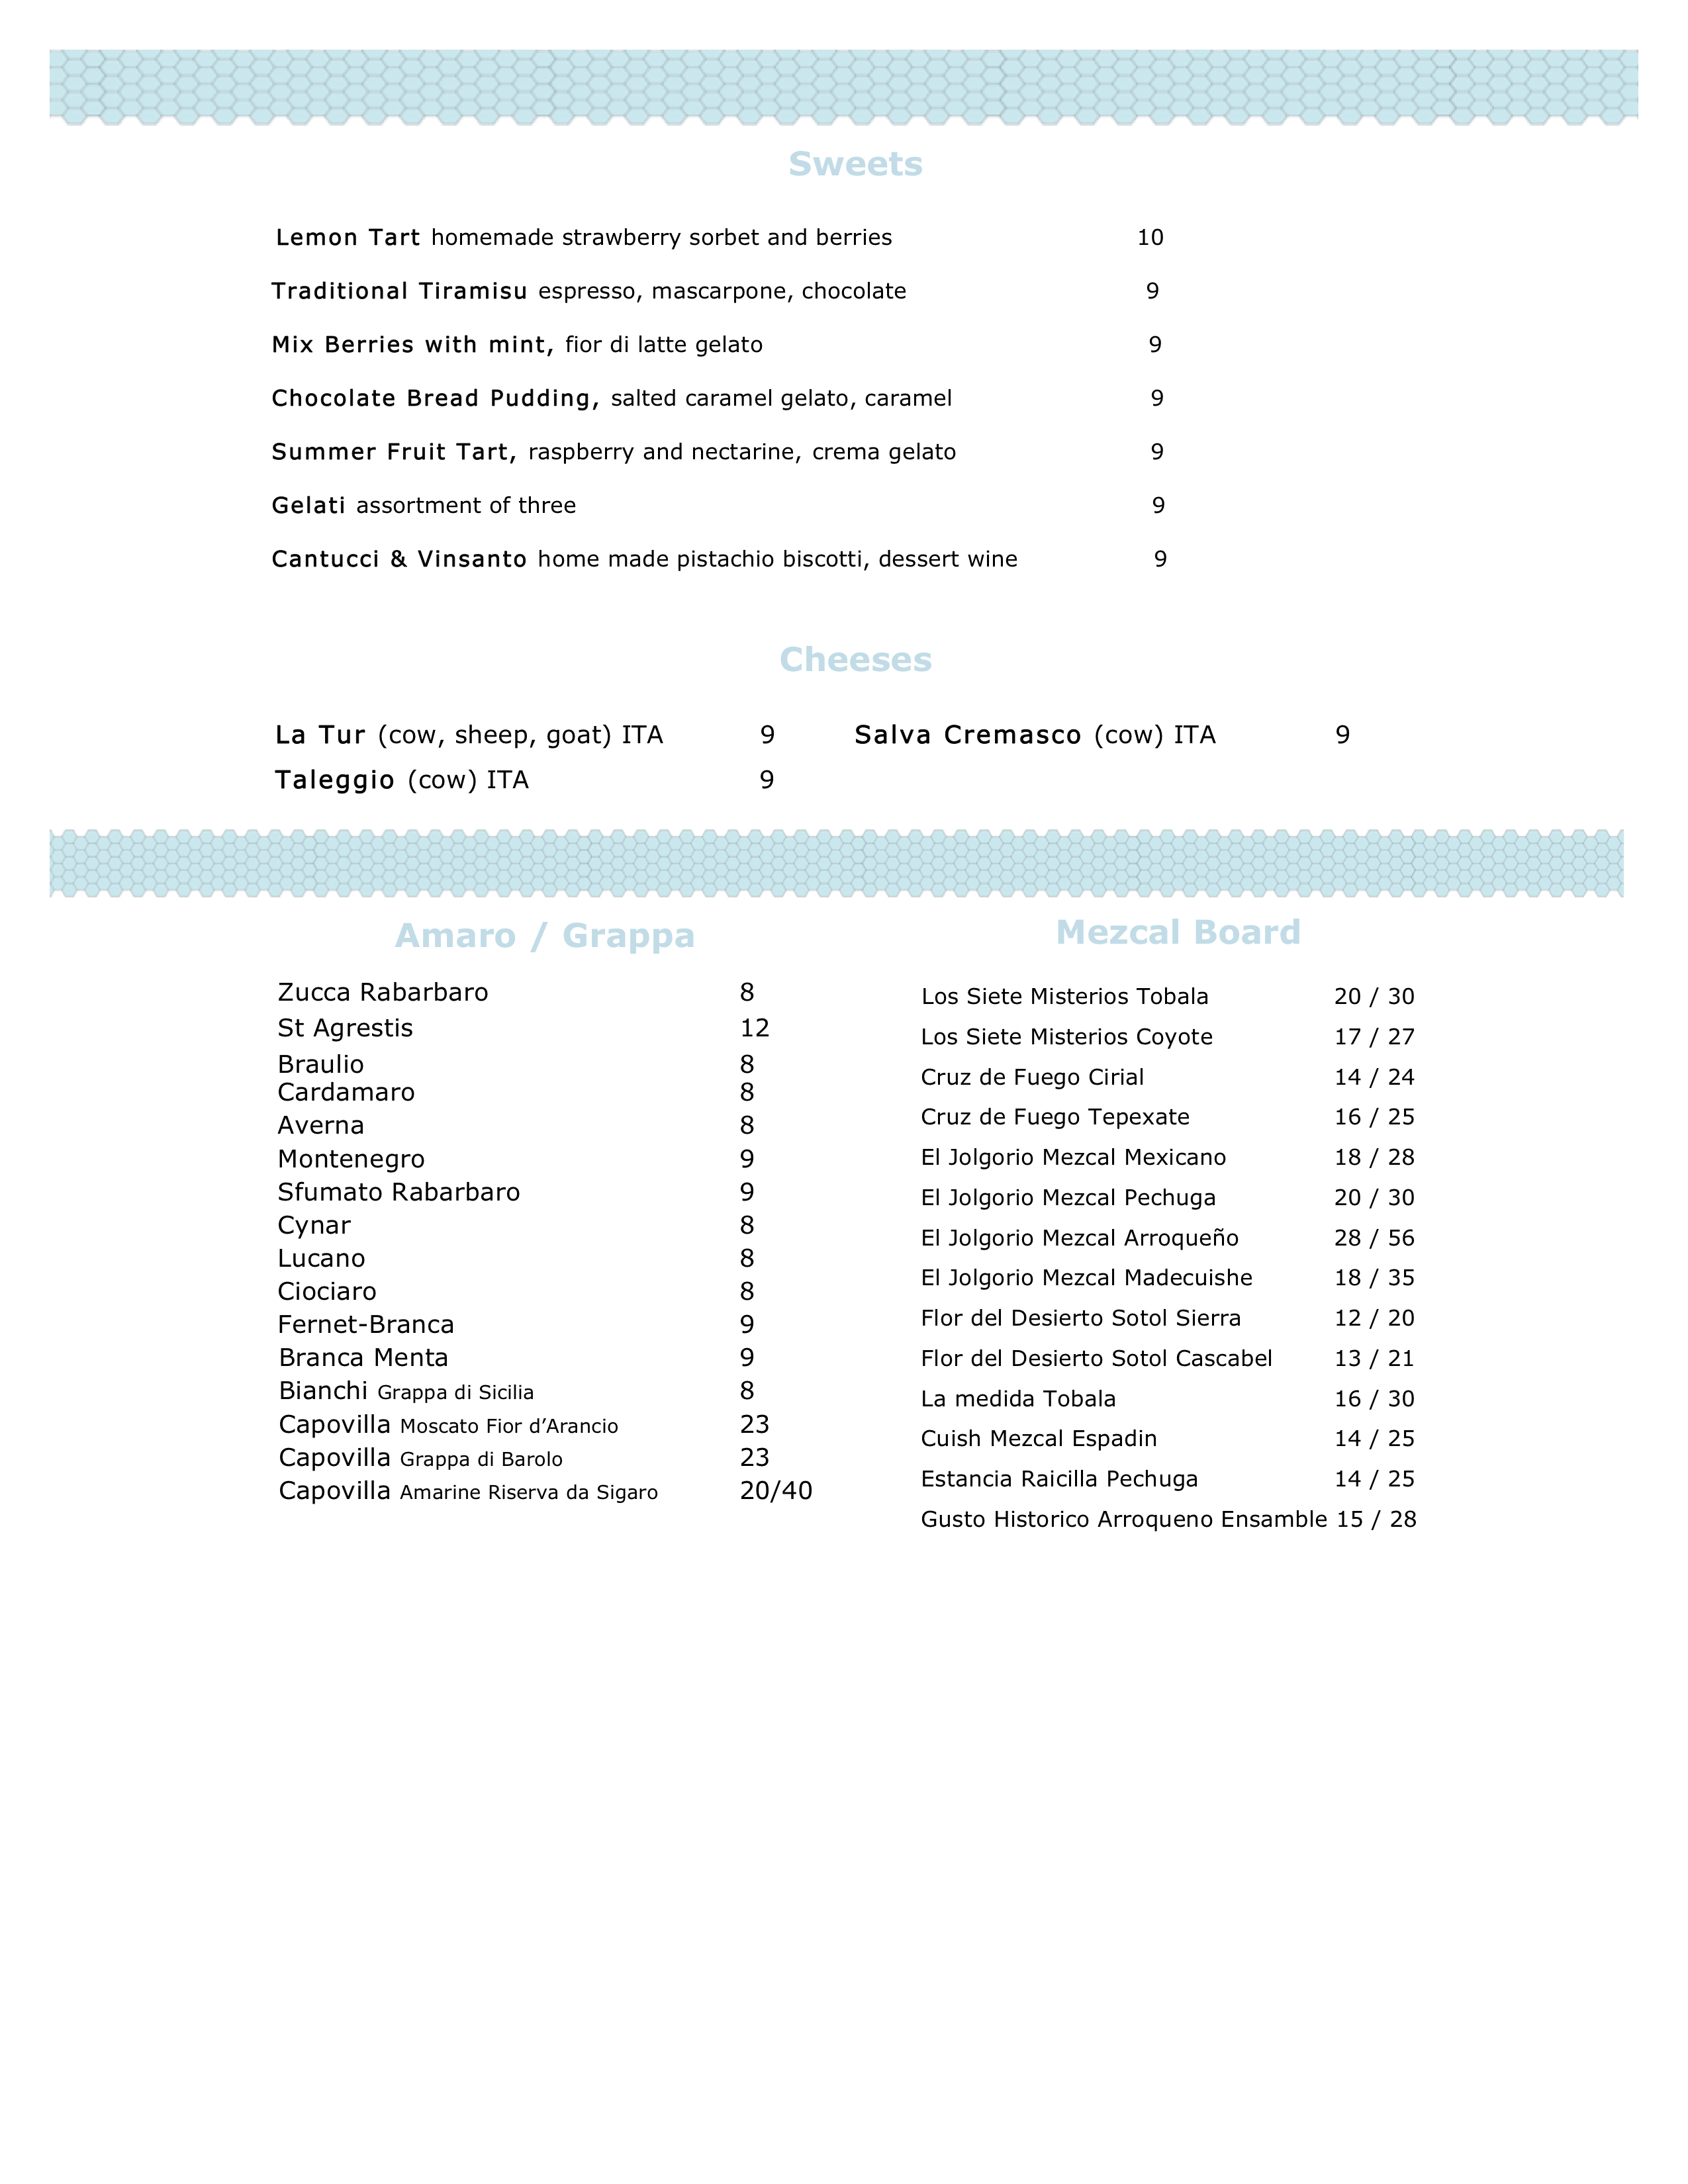 Sweets
Lemon Tart homemade strawberry sorbet and berries 10
Traditional Tiramisu espresso, mascarpone, chocolate 9
Mix Berries with mint, fior di latte gelato 9
Chocolate Bread Pudding, salted caramel gelato, caramel 9
Summer Fruit Tart, raspberry and nectarine, crema gelato 9
Gelati assortment of three 9
Cantucci & Vinsanto home made pistachio biscotti, dessert wine 9
Cheeses
La Tur (cow, sheep, goat) ITA 9 Salva Cremasco (cow) ITA 9
Taleggio (cow) ITA 9
Amaro / Grappa
Zucca Rabarbaro 8
St Agrestis 12
Braulio 8
Cardamaro 8
Averna 8
Montenegro 9
Sfumato Rabarbaro 9
Cynar 8
Lucano 8
Ciociaro 8
Fernet-Branca 9
Branca Menta 9
Bianchi Grappa di Sicilia 8
Capovilla Moscato Fior d’Arancio 23
Capovilla Grappa di Barolo 23
Capovilla Amarine Riserva da Sigaro 20/40
Mezcal Board
Los Siete Misterios Tobala 20 / 30
Los Siete Misterios Coyote 17 / 27
Cruz de Fuego Cirial 14 / 24
Cruz de Fuego Tepexate 16 / 25
El Jolgorio Mezcal Mexicano 18 / 28
El Jolgorio Mezcal Pechuga 20 / 30
El Jolgorio Mezcal Arroqueño 28 / 56
El Jolgorio Mezcal Madecuishe 18 / 35
Flor del Desierto Sotol Sierra 12 / 20
Flor del Desierto Sotol Cascabel 13 / 21
La medida Tobala 16 / 30
Cuish Mezcal Espadin 14 / 25
Estancia Raicilla Pechuga 14 / 25
Gusto Historico Arroqueno Ensamble 15 / 28